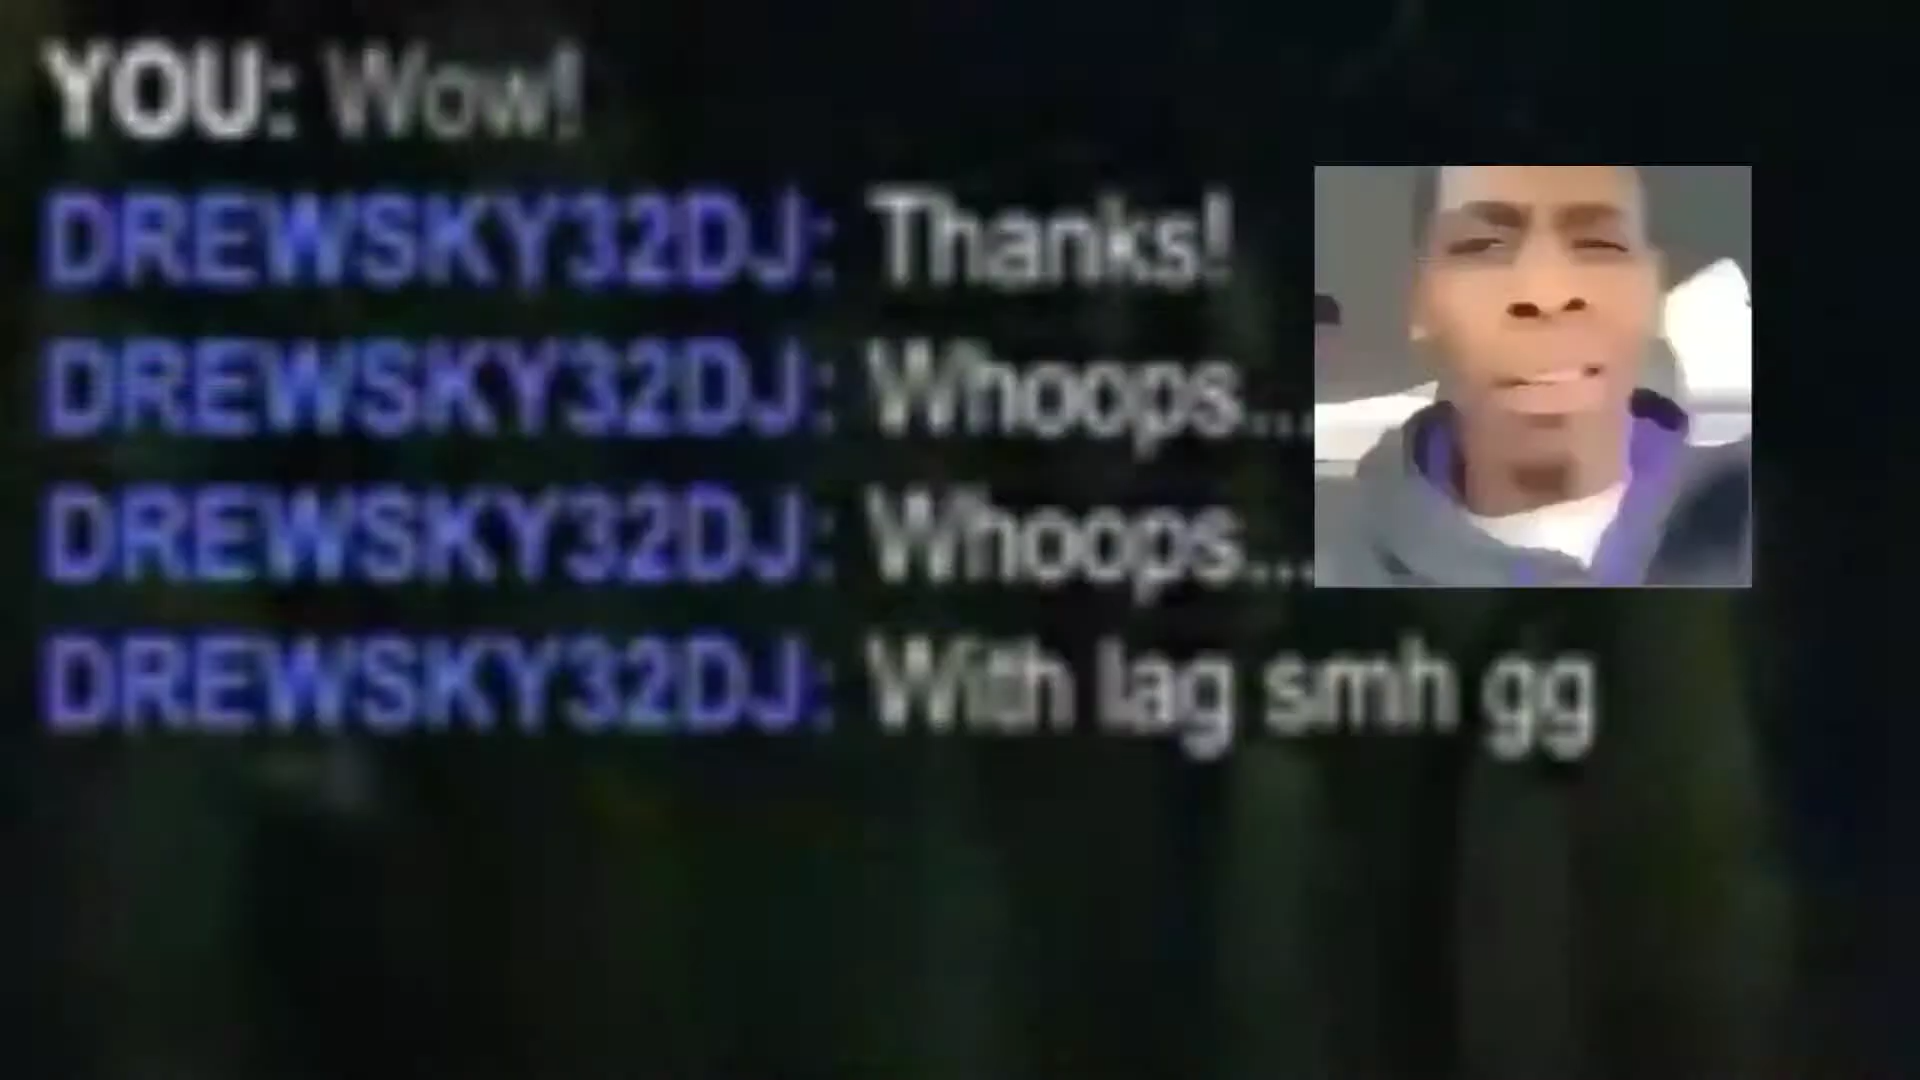 YOU: Wow!
DREWSKY32DJ: Thanks!
DREWSKY32DJ: Whoops...
DREWSKY32DJ: Whoops...
DREWSKY32DJ: With lag smh gg